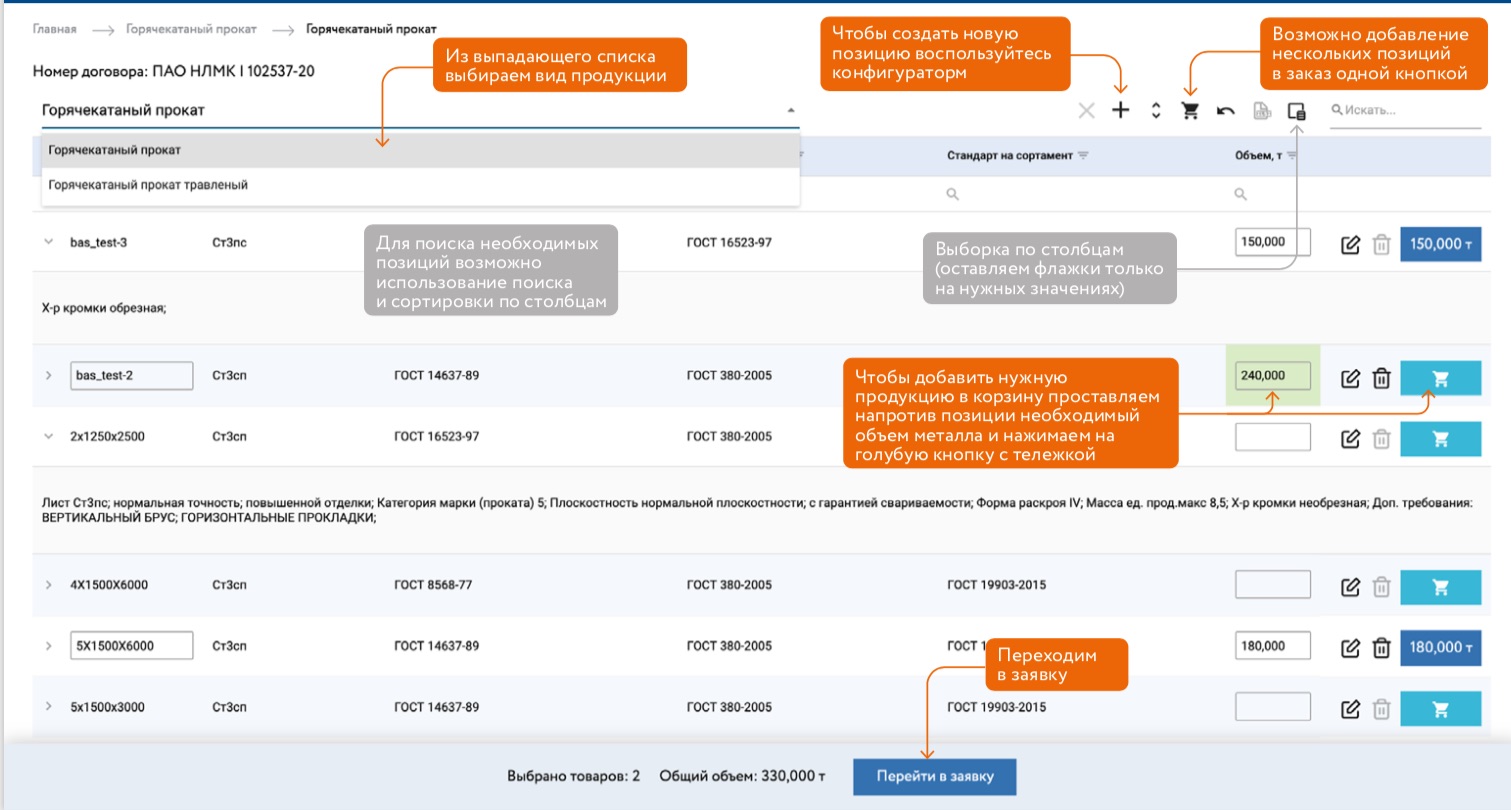 Главная → Горячекатаный прокат → Горячекатаный прокат
Номер договора: ПАО НЛМК I 102537-20
Из выпадающего списка
выбираем вид продукции
Чтобы создать новую
позицию воспользуйтесь
конфигураторм
Возможно добавление
нескольких позиций
в заказ одной кнопкой
Горячекатаный прокат
Искать...
Горячекатаный прокат
Горячекатаный прокат травленый
Стандарт на сортамент
Объем, т
bas_test-3 Ст3пс ГОСТ 16523-97 150,000 150,000 т
Для поиска необходимых
позиций возможно
использование поиска
и сортировки по столбцам
Выборка по столбцам
(оставляем флажки только
на нужных значениях)
Х-р кромки обрезная;
bas_test-2 Ст3сп ГОСТ 14637-89 ГОСТ 380-2005 240,000
Чтобы добавить нужную
продукцию в корзину проставляем
напротив позиции необходимый
объем металла и нажимаем на
голубую кнопку с тележкой
2x1250x2500 Ст3сп ГОСТ 16523-97 ГОСТ 380-2005
Лист Ст3пс; нормальная точность; повышенной отделки; Категория марки (проката) 5; Плоскостность нормальной плоскостности; с гарантией свариваемости; Форма раскроя IV; Масса ед. прод.макс 8,5; Х-р кромки необрезная; Доп. требования:
ВЕРТИКАЛЬНЫЙ БРУС; ГОРИЗОНТАЛЬНЫЕ ПРОКЛАДКИ;
4X1500X6000 Ст3сп ГОСТ 8568-77 ГОСТ 380-2005 ГОСТ 19903-2015
5X1500X6000 Ст3сп ГОСТ 14637-89 ГОСТ 380-2005 ГОСТ 1 180,000 180,000 т
Переходим
в заявку
5x1500x3000 Ст3сп ГОСТ 14637-89 ГОСТ 380-2005 ГОСТ 19903-2015
Выбрано товаров: 2 Общий объем: 330,000 т Перейти в заявку